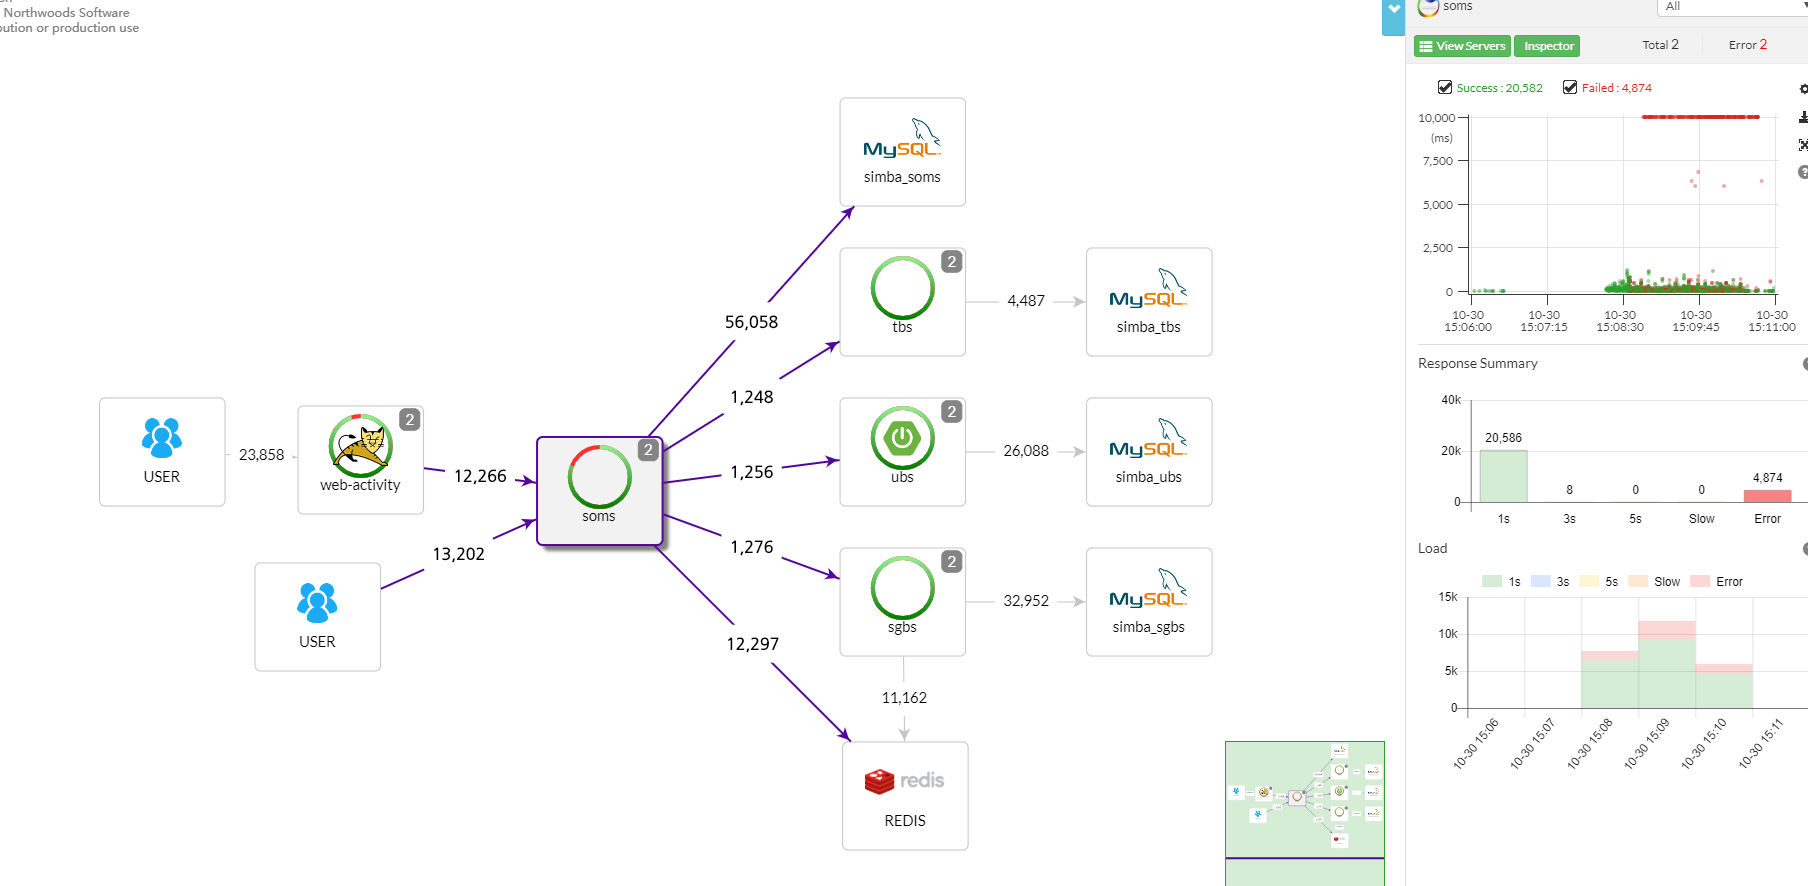 Northwoods Software
ution or production use
USER
23,858
2
web-activity
12,266
USER
13,202
2
soms
56,058
1,248
1,256
1,276
12,297
MySQL
simba_soms
2
tbs
4,487
MySQL
simba_tbs
2
ubs
26,088
MySQL
simba_ubs
2
sgbs
32,952
MySQL
simba_sgbs
11,162
redis
REDIS
soms
All
View Servers
Inspector
Total 2
Error 2
Success : 20,582
Failed : 4,874
10,000
(ms)
7,500
5,000
2,500
0
10-30 10-30 10-30 10-30 10-30
15:06:00 15:07:15 15:08:30 15:09:45 15:11:00
Response Summary
40k
20k
0
20,586 8 0 0 4,874
1s 3s 5s Slow Error
Load
1s 3s 5s Slow Error
15k
10k
5k
0
10-30 15:06
10-30 15:07
10-30 15:08
10-30 15:09
10-30 15:10
10-30 15:11